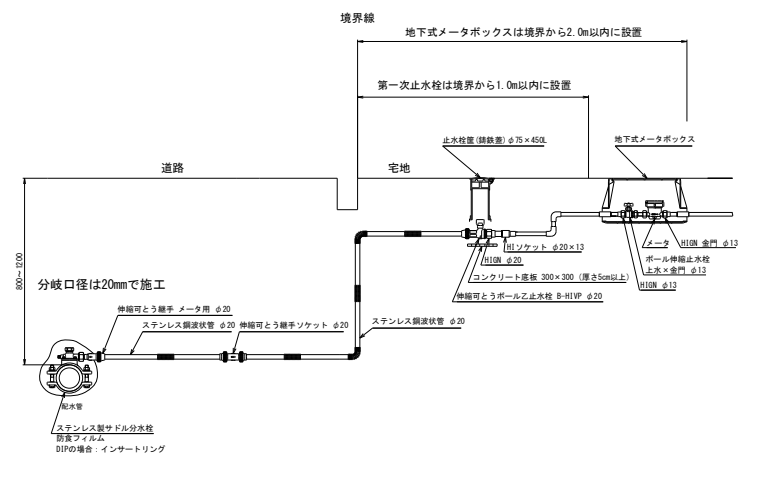 境界線
地下式メータボックスは境界から2.0m以内に設置
第一次止水栓は境界から1.0m以内に設置
止水栓筐(鋳鉄蓋)φ75×450L
地下式メータボックス
道路
宅地
800~1200
HIソケット φ20×13
HIGN φ20
コンクリート底板 300×300 (厚さ5cm以上)
伸縮可とうボール乙止水栓 B-HIVP φ20
メータ
HIGN 金門 φ13
ボール伸縮止水栓
上水×金門 φ13
HIGN φ13
分岐口径は20mmで施工
伸縮可とう継手 メータ用 φ20
ステンレス鋼波状管 φ20
伸縮可とう継手ソケット φ20
ステンレス鋼波状管 φ20
配水管
ステンレス製サドル分水栓
防食フィルム
DIPの場合：インサートリング